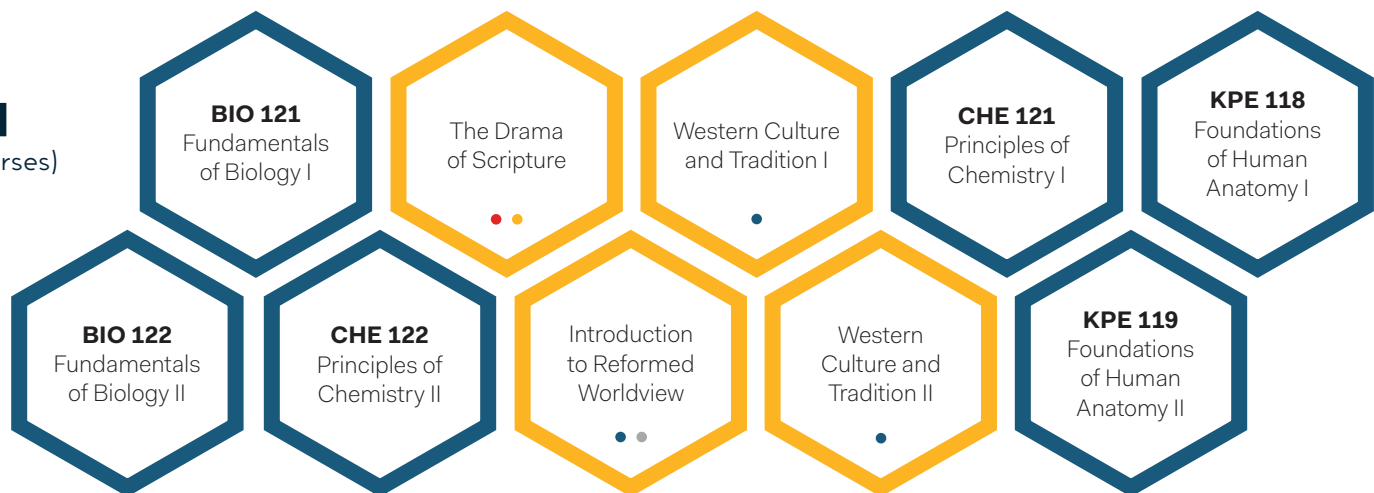 rses)
BIO 121
Fundamentals
of Biology I
The Drama
of Scripture
Western Culture
and Tradition I
CHE 121
Principles of
Chemistry I
KPE 118
Foundations
of Human
Anatomy I
BIO 122
Fundamentals
of Biology II
CHE 122
Principles of
Chemistry II
Introduction
to Reformed
Worldview
Western
Culture and
Tradition II
KPE 119
Foundations
of Human
Anatomy II